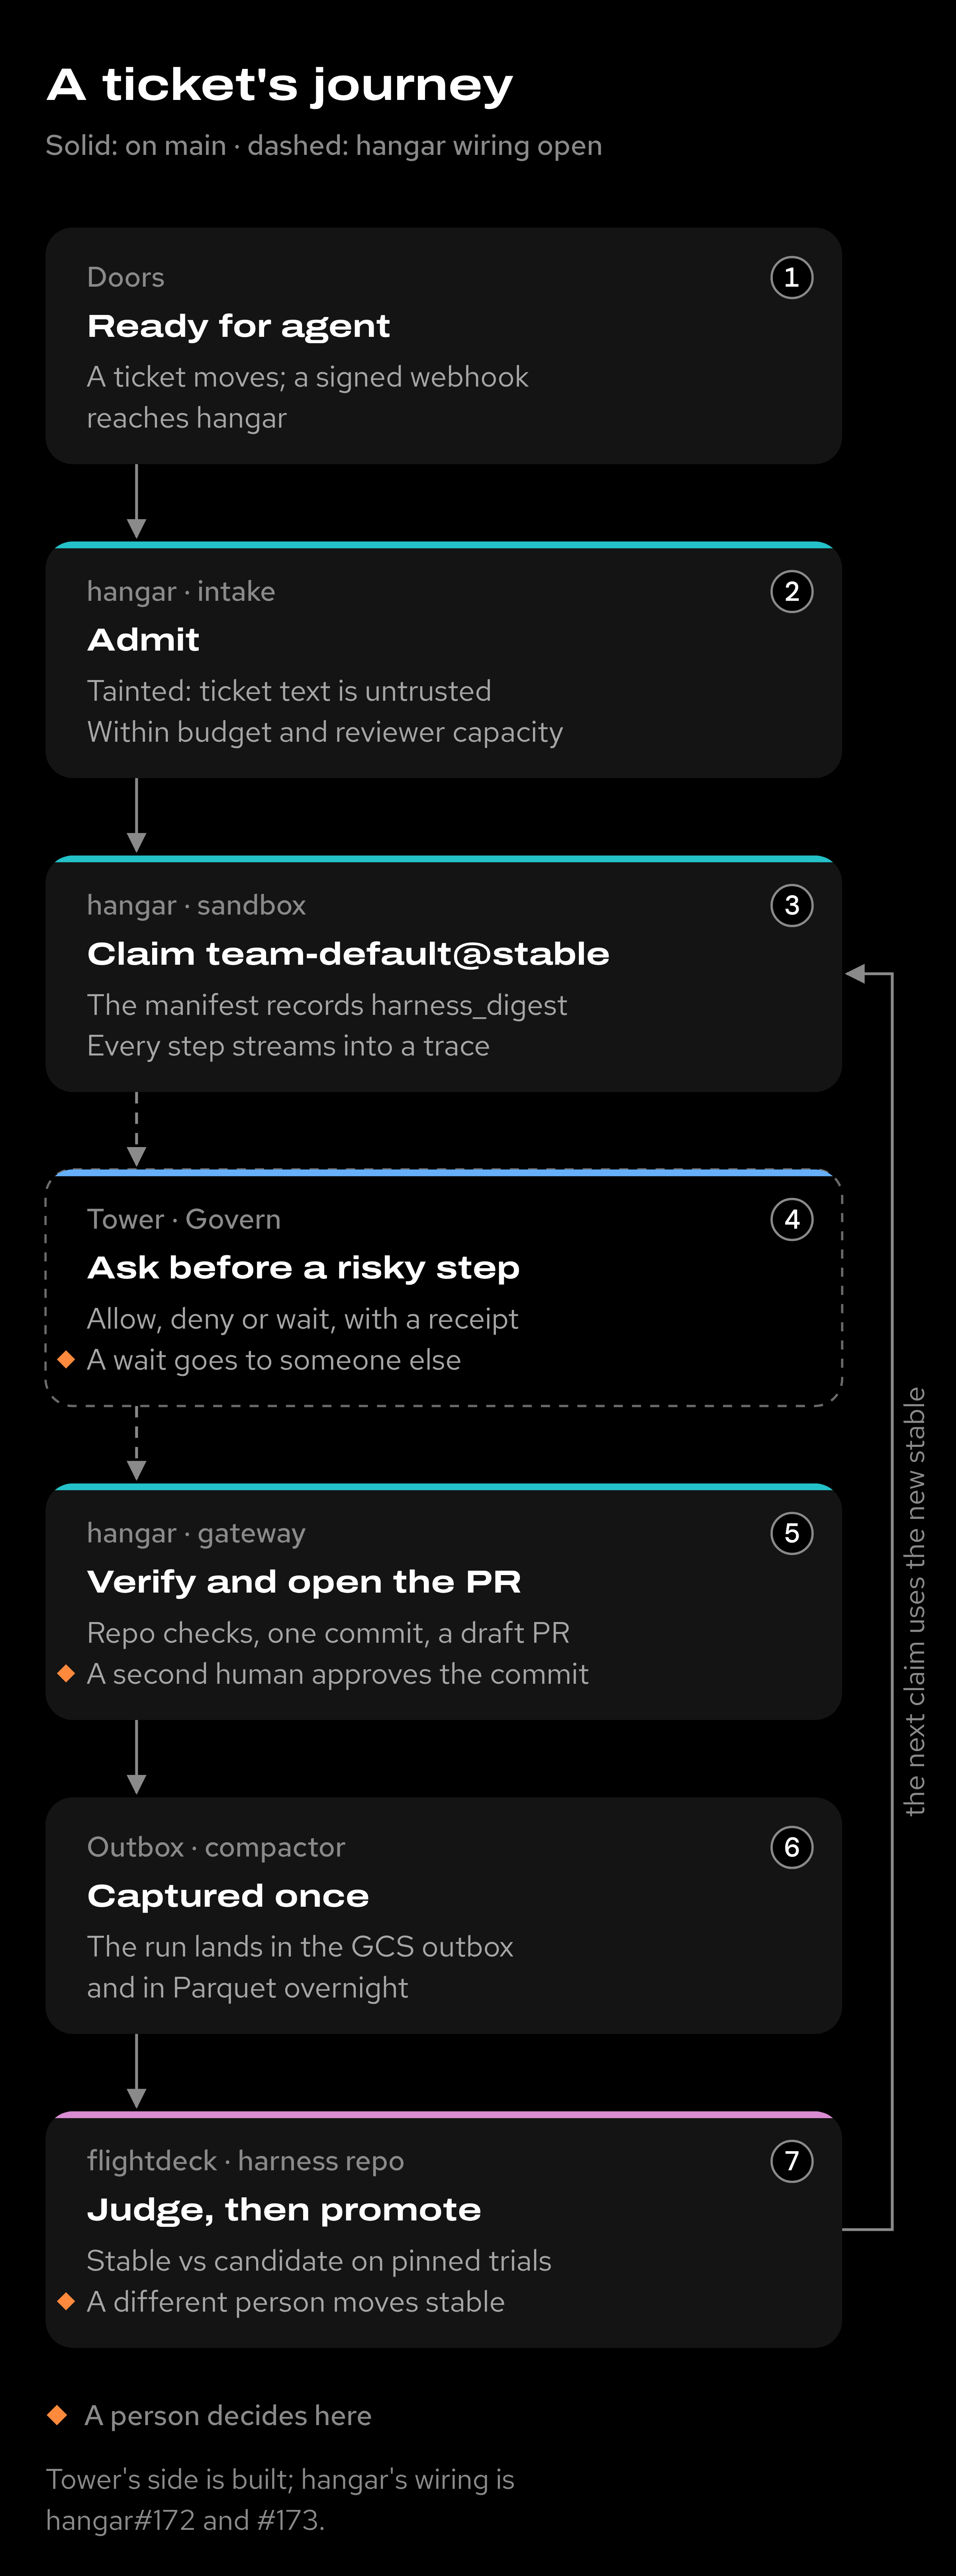 A ticket's journey
Solid: on main · dashed: hangar wiring open
Doors
1
Ready for agent
A ticket moves; a signed webhook
reaches hangar
hangar · intake
2
Admit
Tainted: ticket text is untrusted
Within budget and reviewer capacity
hangar · sandbox
3
Claim team-default@stable
The manifest records harness_digest
Every step streams into a trace
Tower · Govern
4
Ask before a risky step
Allow, deny or wait, with a receipt
A wait goes to someone else
hangar · gateway
5
Verify and open the PR
Repo checks, one commit, a draft PR
A second human approves the commit
Outbox · compactor
6
Captured once
The run lands in the GCS outbox
and in Parquet overnight
flightdeck · harness repo
7
Judge, then promote
Stable vs candidate on pinned trials
A different person moves stable
the next claim uses the new stable
A person decides here
Tower's side is built; hangar's wiring is
hangar#172 and #173.